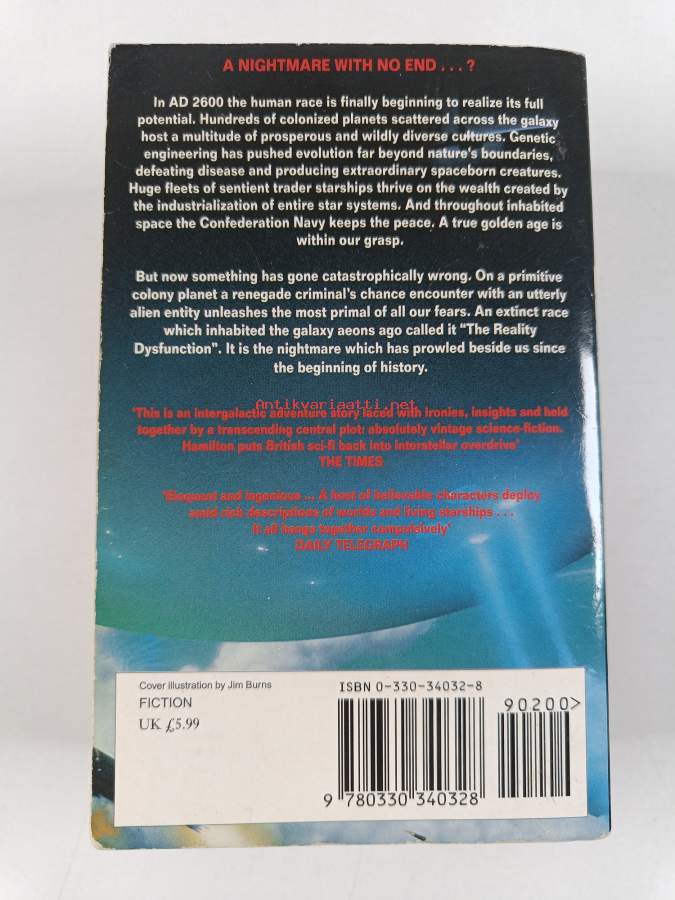 A NIGHTMARE WITH NO END . . . ?
In AD 2600 the human race is finally beginning to realize its full
potential. Hundreds of colonized planets scattered across the galaxy
host a multitude of prosperous and wildly diverse cultures. Genetic
engineering has pushed evolution far beyond nature's boundaries,
defeating disease and producing extraordinary spaceborn creatures.
Huge fleets of sentient trader starships thrive on the wealth created by
the industrialization of entire star systems. And throughout inhabited
space the Confederation Navy keeps the peace. A true golden age is
within our grasp.
But now something has gone catastrophically wrong. On a primitive
colony planet a renegade criminal's chance encounter with an utterly
alien entity unleashes the most primal of all our fears. An extinct race
which inhabited the galaxy aeons ago called it "The Reality
Dysfunction". It is the nightmare which has prowled beside us since
the beginning of history.
Antikvariaatti.net
'This is an intergalactic adventure story laced with ironies, insights and held
together by a transcending central plot: absolutely vintage science-fiction.
Hamilton puts British sci-fi back into interstellar overdrive'
THE TIMES
'Eloquent and ingenious ... A host of believable characters deploy
amid rich descriptions of worlds and living starships . . .
It all hangs together compulsively'
DAILY TELEGRAPH
Cover illustration by Jim Burns
FICTION
UK £5.99
ISBN 0-330-34032-8
90200>
9 780330 340328